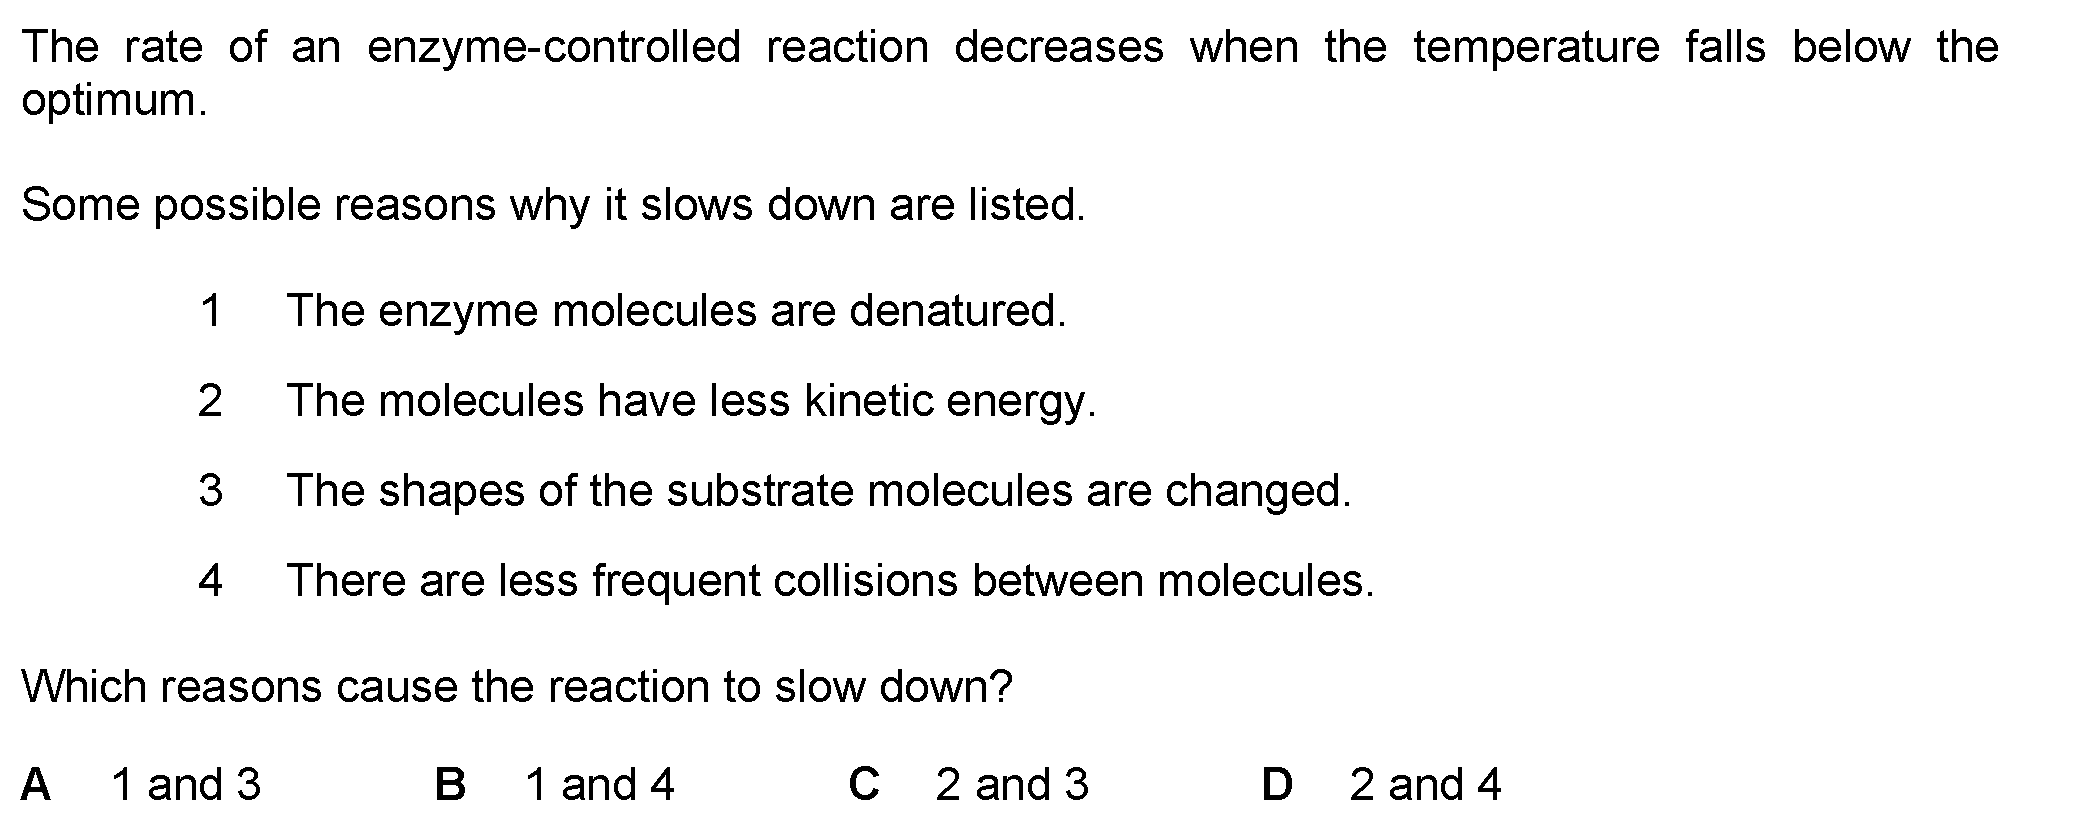 The rate of an enzyme-controlled reaction decreases when the temperature falls below the
optimum.
Some possible reasons why it slows down are listed.
1 The enzyme molecules are denatured.
2 The molecules have less kinetic energy.
3 The shapes of the substrate molecules are changed.
4 There are less frequent collisions between molecules.
Which reasons cause the reaction to slow down?
A 1 and 3 B 1 and 4 C 2 and 3 D 2 and 4